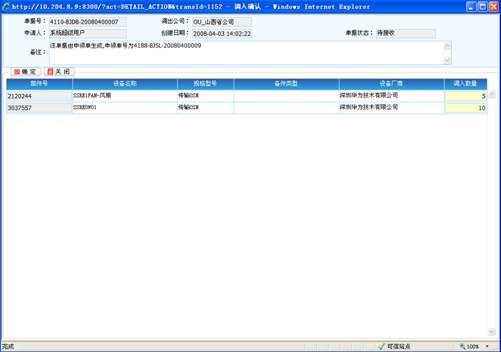 http://10.204.8.9:8300/?act=DETAIL_ACTION&transId=1152 - 调入确认 - Windows Internet Explorer
单据号： 4110-BJDB-20080400007 调出公司： OU_山西省公司
申请人： 系统超级用户 创建日期： 2008-04-03 14:02:22 单据状态： 待接收
备注： 该单据由申领单生成,申领单号为4188-BJSL-20080400009
确 定 关 闭
部件号 设备名称 规格型号 备件类型 设备厂商 调入数量
2120244 SSRE1FAN-风扇 传输OSN 深圳华为技术有限公司 5
3037557 传输OSN 深圳华为技术有限公司 10
完成 可信站点 100%